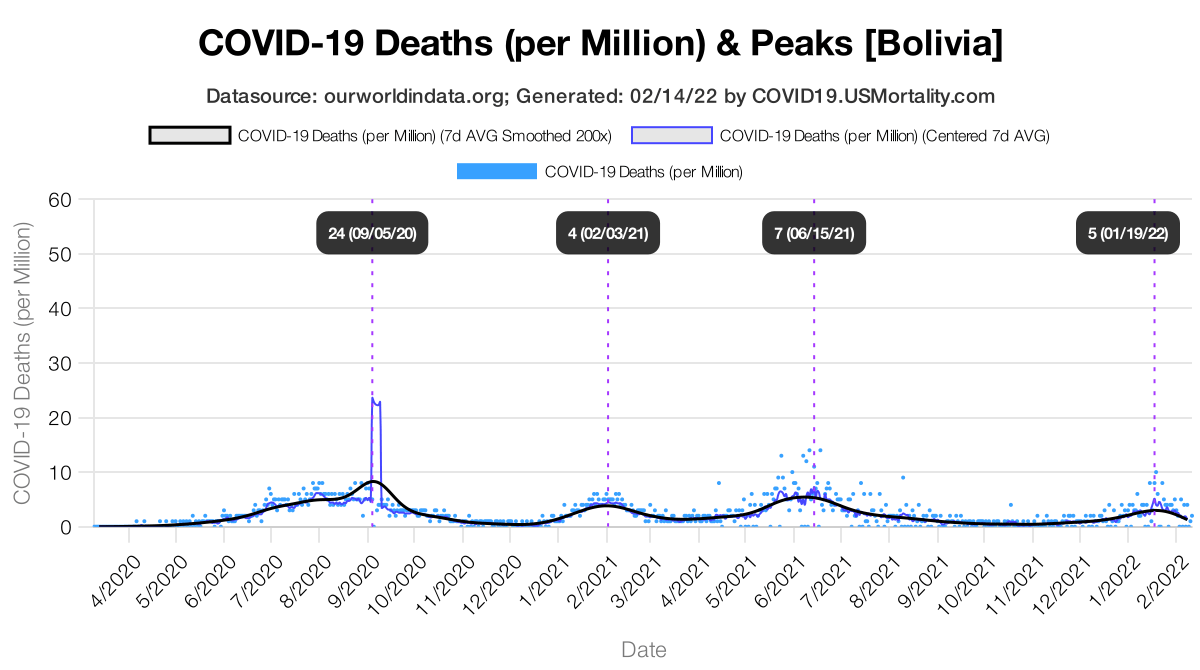 COVID-19 Deaths (per Million) & Peaks [Bolivia]
Datasource: ourworldindata.org; Generated: 02/14/22 by COVID19.USMortality.com
COVID-19 Deaths (per Million) (7d AVG Smoothed 200x) COVID-19 Deaths (per Million) (Centered 7d AVG)
COVID-19 Deaths (per Million)
COVID-19 Deaths (per Million)
60
50
40
30
20
10
0
24 (09/05/20) 4 (02/03/21) 7 (06/15/21) 5 (01/19/22)
4/2020 5/2020 6/2020 7/2020 8/2020 9/2020 10/2020 11/2020 12/2020 1/2021 2/2021 3/2021 4/2021 5/2021 6/2021 7/2021 8/2021 9/2021 10/2021 11/2021 12/2021 1/2022 2/2022
Date